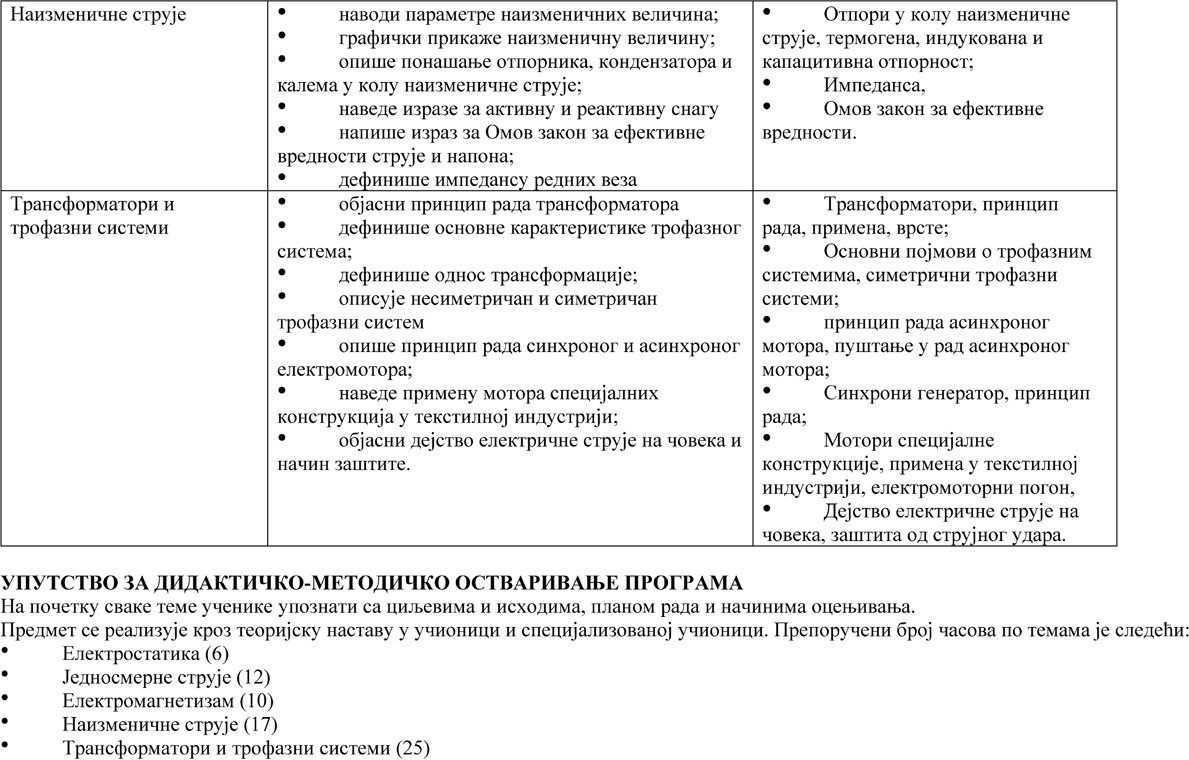 Наизменичне струје
• наводи параметре наизменичних величина;
• графички прикаже наизменичну величину;
• опише понашање отпорника, кондензатора и
калема у колу наизменичне струје;
• наведе изразе за активну и реактивну снагу
• напише израз за Омов закон за ефективне
вредности струје и напона;
• дефинише импедансу редних веза
• Отпори у колу наизменичне
струје, термогена, индукована и
капацитивна отпорност;
• Импеданса,
• Омов закон за ефективне
вредности.
Трансформатори и
трофазни системи
• објасни принцип рада трансформатора
• дефинише основне карактеристике трофазног
система;
• дефинише однос трансформације;
• описује несиметричан и симетричан
трофазни систем
• опише принцип рада синхроног и асинхроног
електромотора;
• наведе примену мотора специјалних
конструкција у текстилној индустрији;
• објасни дејство електричне струје на човека и
начин заштите.
• Трансформатори, принцип
рада, примена, врсте;
• Основни појмови о трофазним
системима, симетрични трофазни
системи;
• принцип рада асинхроног
мотора, пуштање у рад асинхроног
мотора;
• Синхрони генератор, принцип
рада;
• Мотори специјалне
конструкције, примена у текстилној
индустрији, електромоторни погон,
• Дејство електричне струје на
човека, заштита од струјног удара.
УПУТСТВО ЗА ДИДАКТИЧКО-МЕТОДИЧКО ОСТВАРИВАЊЕ ПРОГРАМА
На почетку сваке теме ученике упознати са циљевима и исходима, планом рада и начинима оцењивања.
Предмет се реализује кроз теоријску наставу у учионици и специјализованој учионици. Препоручени број часова по темама је следећи:
• Електростатика (6)
• Једносмерне струје (12)
• Електромагнетизам (10)
• Наизменичне струје (17)
• Трансформатори и трофазни системи (25)